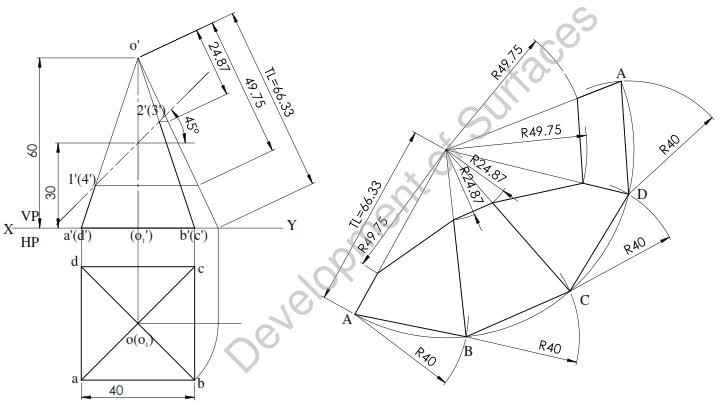 o'
24.87
49.75
TL=66.33
2'(3')
45°
60
30
1'(4')
X
VP
HP
Y
a'(d')
(o₁')
b'(c')
d
c
o(o₁)
a
b
40
Development of Surfaces
R49.75
A
R49.75
R40
R24.87
R24.87
D
TL=66.33
R49.75
R40
C
A
B
R40
R40